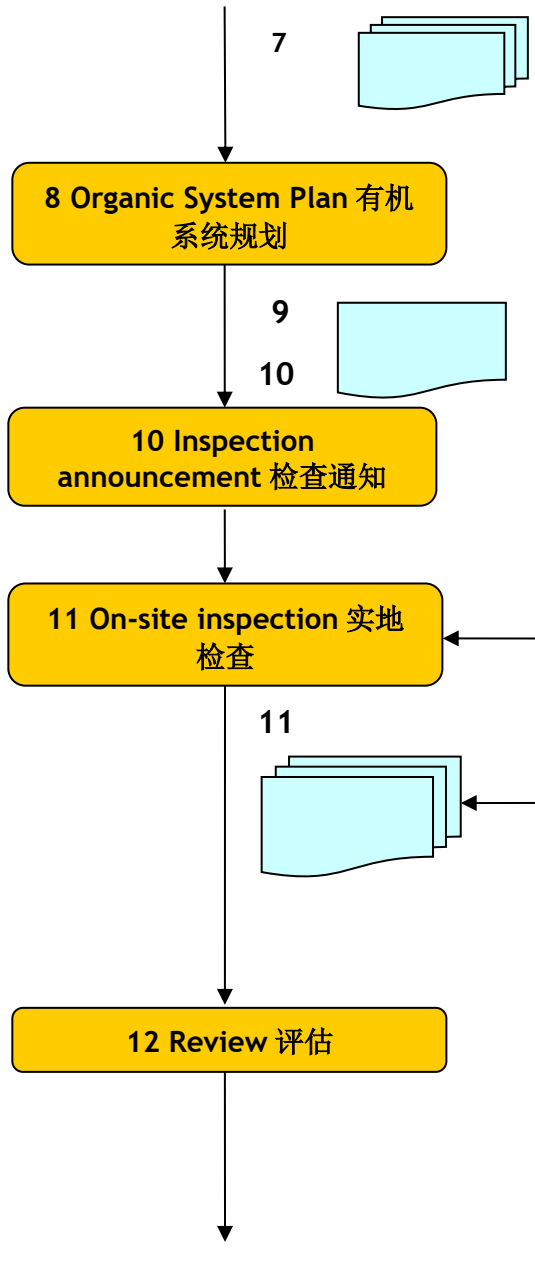 7
8 Organic System Plan 有机
系统规划
9
10
10 Inspection
announcement 检查通知
11 On-site inspection 实地
检查
11
12 Review 评估